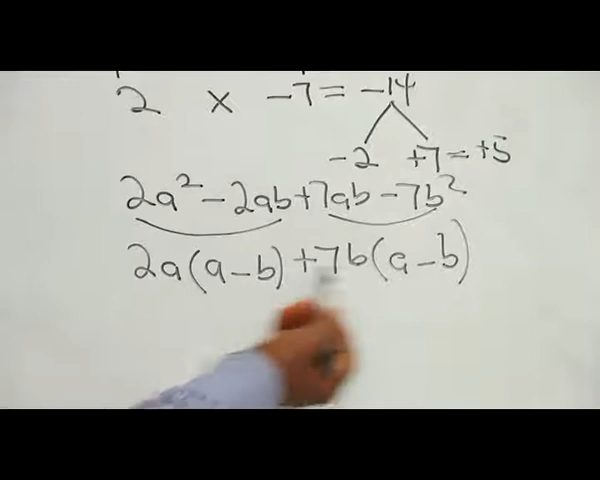 2 × -7 = -14
-2 +7 = +5
2a² - 2ab + 7ab - 7b²
2a(a - b) + 7b(a - b)